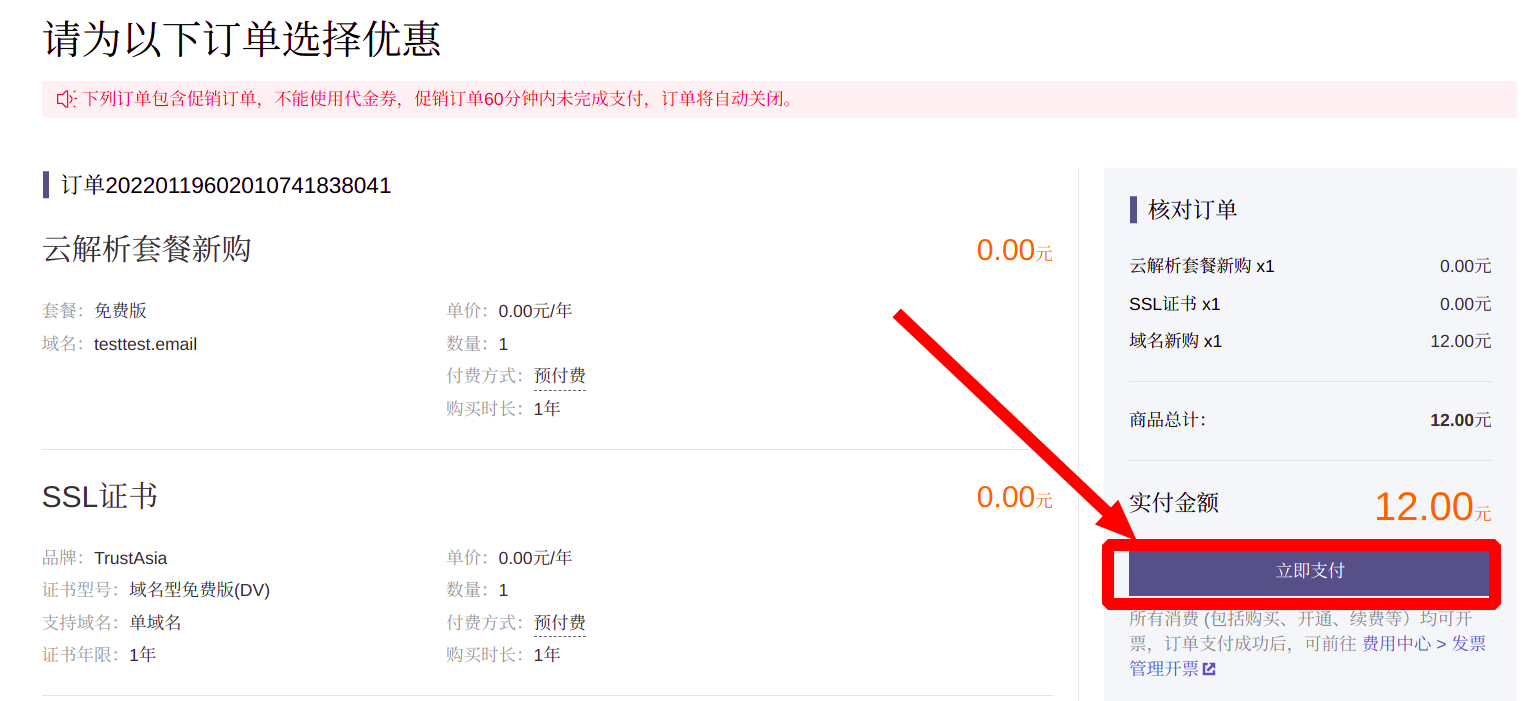 请为以下订单选择优惠
下列订单包含促销订单，不能使用代金券，促销订单60分钟内未完成支付，订单将自动关闭。
订单20220119602010741838041
云解析套餐新购
0.00元
套餐：免费版
单价：0.00元/年
域名：testtest.email
数量：1
付费方式：预付费
购买时长：1年
SSL证书
0.00元
品牌：TrustAsia
单价：0.00元/年
证书型号：域名型免费版(DV)
数量：1
支持域名：单域名
付费方式：预付费
证书年限：1年
购买时长：1年
核对订单
云解析套餐新购 x1 0.00元
SSL证书 x1 0.00元
域名新购 x1 12.00元
商品总计： 12.00元
实付金额 12.00元
立即支付
所有消费 (包括购买、开通、续费等）均可开
票，订单支付成功后，可前往 费用中心 > 发票
管理开票